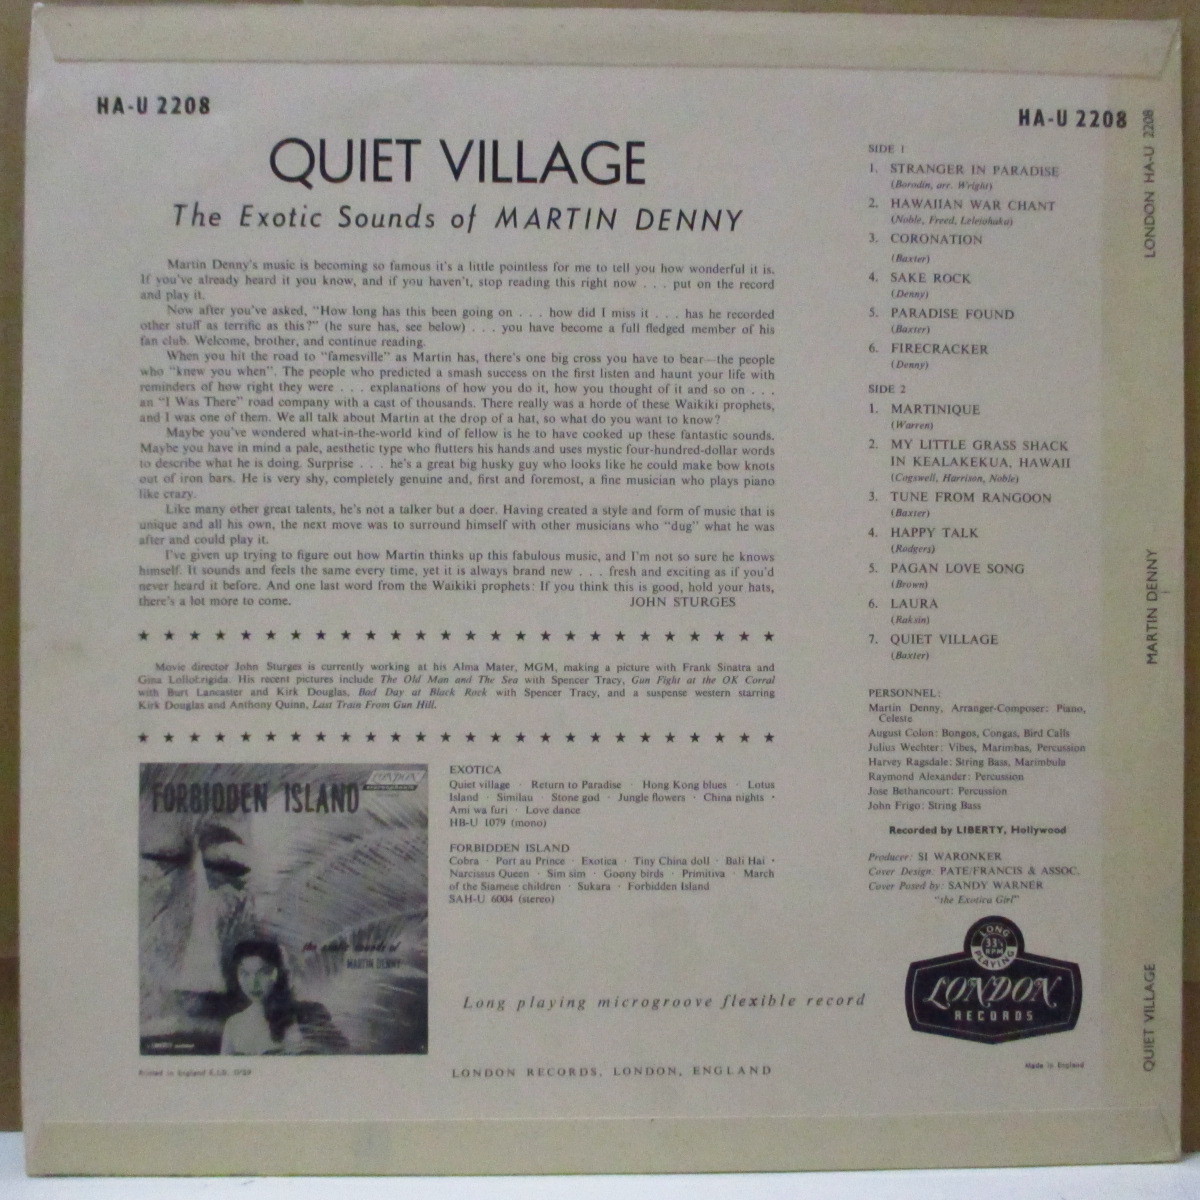 HA-U 2208
QUIET VILLAGE
The Exotic Sounds of MARTIN DENNY
Martin Denny's music is becoming so famous it's a little pointless for me to tell you how wonderful it is.
If you've already heard it you know, and if you haven't, stop reading this right now . . . put on the record
and play it.
Now after you've asked, "How long has this been going on . . . how did I miss it . . . has he recorded
other stuff as terrific as this?" (he sure has, see below) . . . you have become a full fledged member of his
fan club. Welcome, brother, and continue reading.
When you hit the road to "famesville" as Martin has, there's one big cross you have to bear—the people
who "knew you when". The people who predicted a smash success on the first listen and haunt your life with
reminders of how right they were . . . explanations of how you do it, how you thought of it and so on . . .
an "I Was There" road company with a cast of thousands. There really was a horde of these Waikiki prophets,
and I was one of them. We all talk about Martin at the drop of a hat, so what do you want to know?
Maybe you've wondered what-in-the-world kind of fellow is he to have cooked up these fantastic sounds.
Maybe you have in mind a pale, aesthetic type who flutters his hands and uses mystic four-hundred-dollar words
to describe what he is doing. Surprise . . . he's a great big husky guy who looks like he could make bow knots
out of iron bars. He is very shy, completely genuine and, first and foremost, a fine musician who plays piano
like crazy.
Like many other great talents, he's not a talker but a doer. Having created a style and form of music that is
unique and all his own, the next move was to surround himself with other musicians who "dug" what he was
after and could play it.
I've given up trying to figure out how Martin thinks up this fabulous music, and I'm not so sure he knows
himself. It sounds and feels the same every time, yet it is always brand new . . . fresh and exciting as if you'd
never heard it before. And one last word from the Waikiki prophets: If you think this is good, hold your hats,
there's a lot more to come. JOHN STURGES
Movie director John Sturges is currently working at his Alma Mater, MGM, making a picture with Frank Sinatra and
Gina Lollobrigida. His recent pictures include The Old Man and The Sea with Spencer Tracy, Gun Fight at the OK Corral
with Burt Lancaster and Kirk Douglas, Bad Day at Black Rock with Spencer Tracy, and a suspense western starring
Kirk Douglas and Anthony Quinn, Last Train From Gun Hill.
LONDON
FORBIDDEN ISLAND
the exotic sounds of
MARTIN DENNY
EXOTICA
Quiet village · Return to Paradise · Hong Kong blues · Lotus
Island · Similau · Stone god · Jungle flowers · China nights ·
Ami wa furi · Love dance
HB-U 1079 (mono)
FORBIDDEN ISLAND
Cobra · Port au Prince · Exotica · Tiny China doll · Bali Hai ·
Narcissus Queen · Sim sim · Goony birds · Primitiva · March
of the Siamese children · Sukara · Forbidden Island
SAH-U 6004 (stereo)
Long playing microgroove flexible record
Printed in England
LONDON RECORDS, LONDON, ENGLAND
HA-U 2208
SIDE 1
1. STRANGER IN PARADISE
(Borodin, arr. Wright)
2. HAWAIIAN WAR CHANT
(Noble, Freed, Leleiohaku)
3. CORONATION
(Baxter)
4. SAKE ROCK
(Denny)
5. PARADISE FOUND
(Baxter)
6. FIRECRACKER
(Denny)
SIDE 2
1. MARTINIQUE
(Warren)
2. MY LITTLE GRASS SHACK
IN KEALAKEKUA, HAWAII
(Cogswell, Harrison, Noble)
3. TUNE FROM RANGOON
(Baxter)
4. HAPPY TALK
(Rodgers)
5. PAGAN LOVE SONG
(Brown)
6. LAURA
(Raksin)
7. QUIET VILLAGE
(Baxter)
PERSONNEL:
Martin Denny, Arranger-Composer: Piano,
Celeste
August Colon: Bongos, Congas, Bird Calls
Julius Wechter: Vibes, Marimbas, Percussion
Harvey Ragsdale: String Bass, Marimbula
Raymond Alexander: Percussion
Jose Bethancourt: Percussion
John Frigo: String Bass
Recorded by LIBERTY, Hollywood
Producer: SI WARONKER
Cover Design: PATE/FRANCIS & ASSOC.
Cover Posed by: SANDY WARNER
"the Exotica Girl"
LONG
33⅓
RPM
PLAYING
LONDON
RECORDS
Made in England
LONDON HA-U 2208
MARTIN DENNY
QUIET VILLAGE